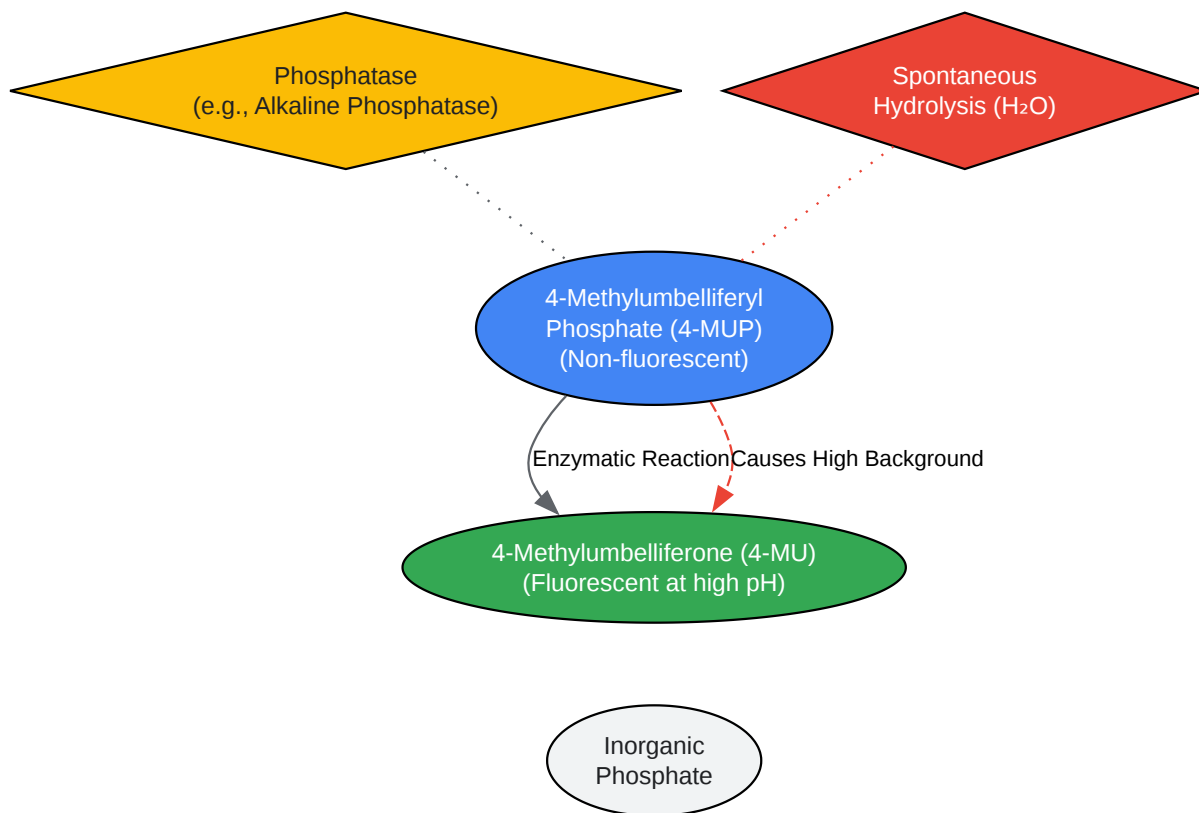 Phosphatase
(e.g., Alkaline Phosphatase)
Spontaneous
Hydrolysis (H₂O)
4-Methylumbelliferyl
Phosphate (4-MUP)
(Non-fluorescent)
Enzymatic Reaction
Causes High Background
4-Methylumbelliferone (4-MU)
(Fluorescent at high pH)
Inorganic
Phosphate